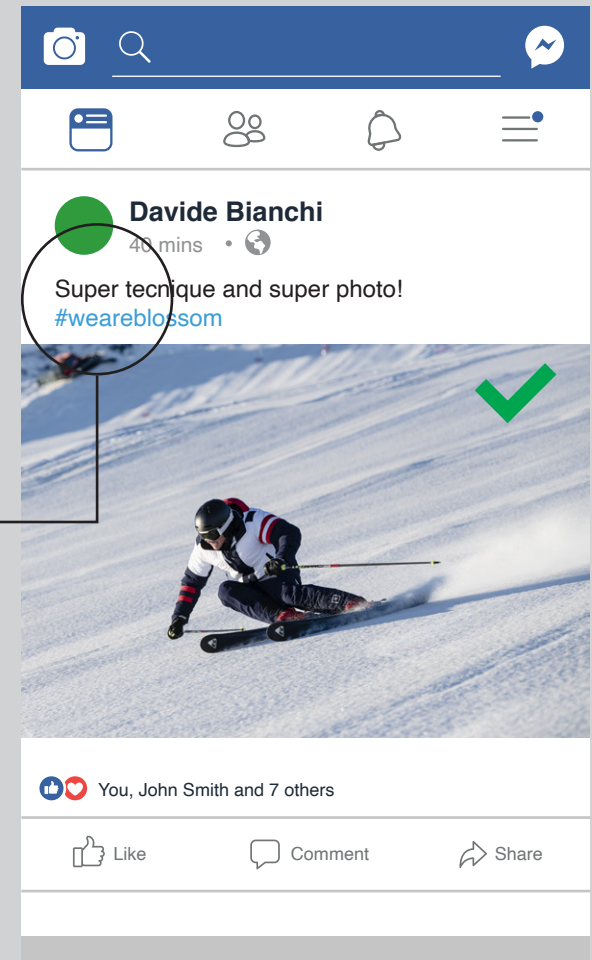 Davide Bianchi
40 mins •
Super tecnique and super photo!
#weareblossom
You, John Smith and 7 others
Like
Comment
Share